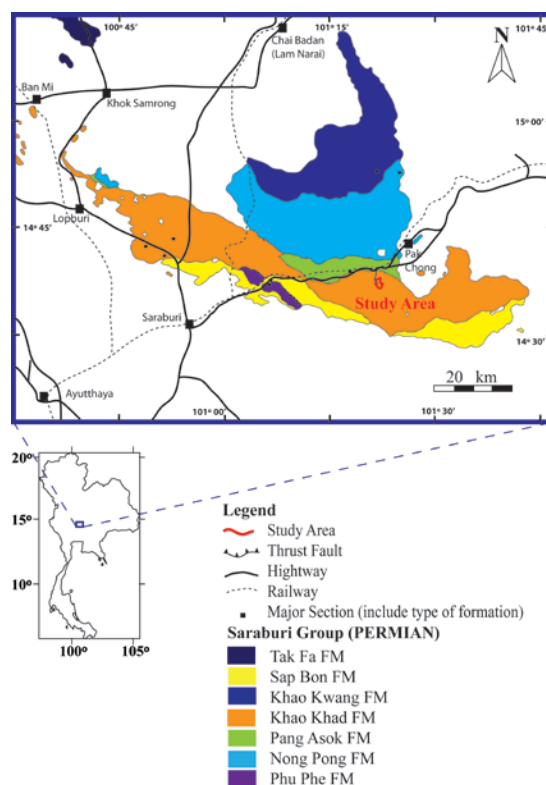 100° 45' 101° 15'
N
Chai Badan
(Lam Narai)
Ban Mi
Khok Samrong
15° 00'
Lopburi
14° 45'
Pak
Chong
Study Area
Saraburi
14° 30'
20 km
Ayutthaya
101° 00' 101° 30'
20°
15°
10°
100° 105°
Legend
Study Area
Thrust Fault
Hightway
Railway
Major Section (include type of formation)
Saraburi Group (PERMIAN)
Tak Fa FM
Sap Bon FM
Khao Kwang FM
Khao Khad FM
Pang Asok FM
Nong Pong FM
Phu Phe FM